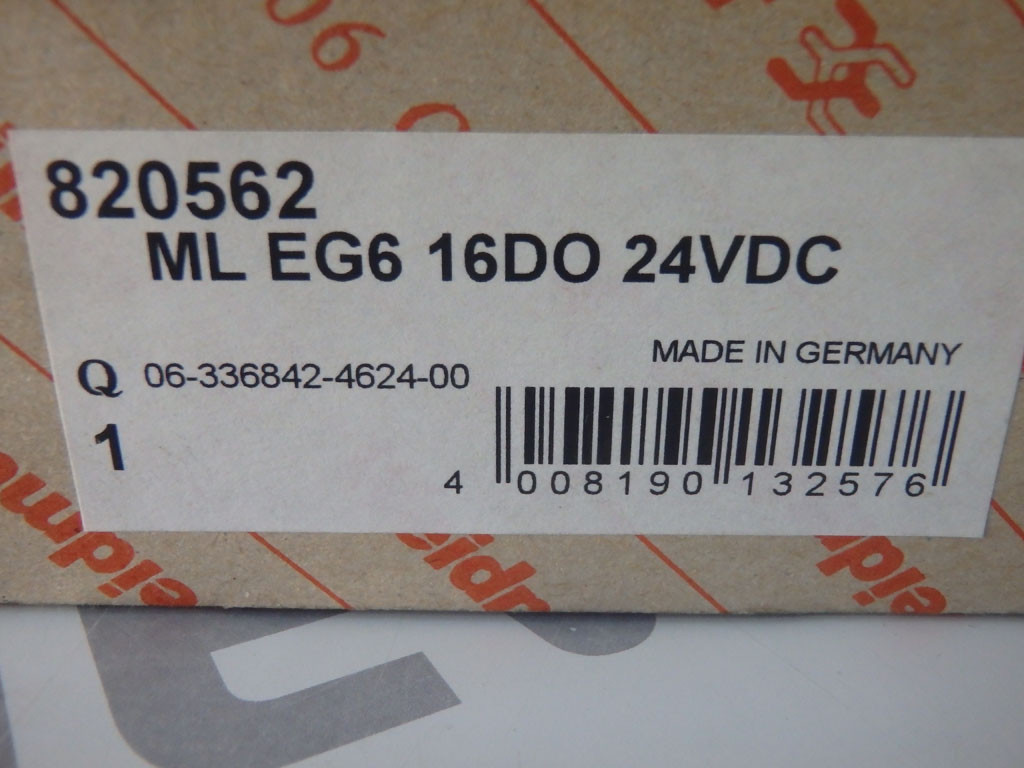 820562
ML EG6 16DO 24VDC
MADE IN GERMANY
Q 06-336842-4624-00
1
4 008190 132576